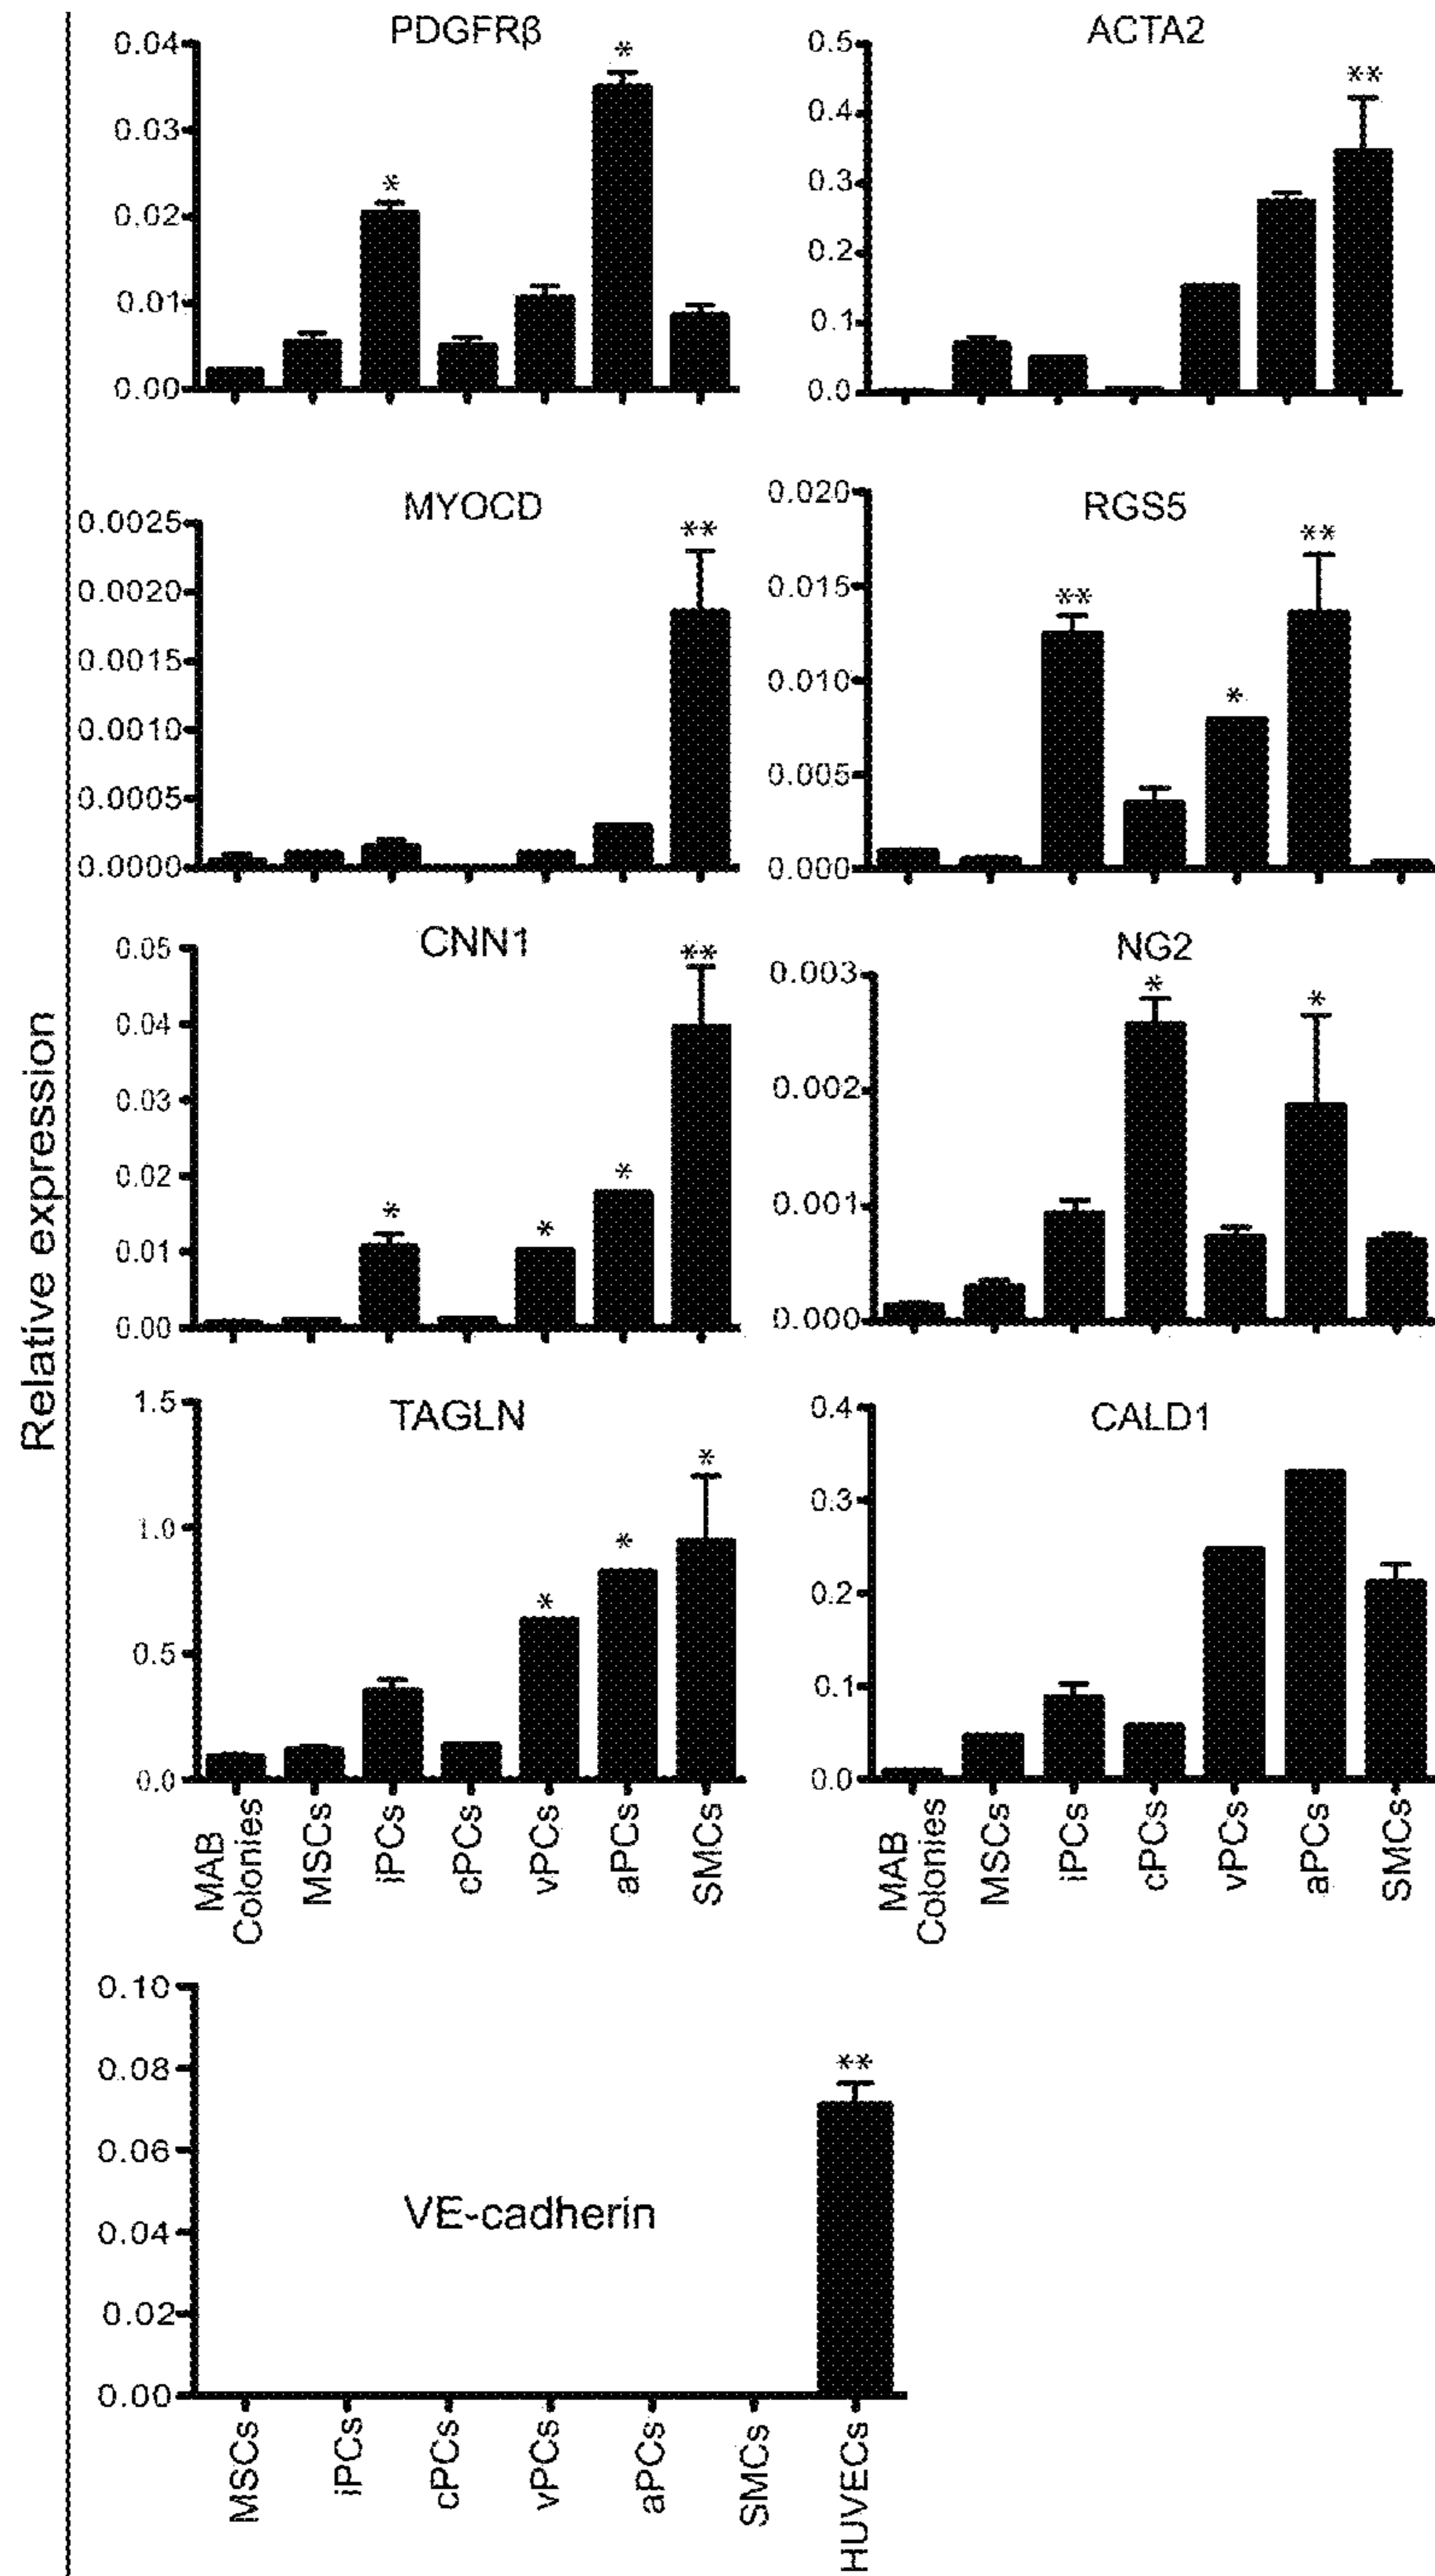 Relative expression
PDGFRβ
0.04
0.03
0.02
0.01
0.00
*
*
ACTA2
0.5
0.4
0.3
0.2
0.1
0.0
**
MYOCD
0.0025
0.0020
0.0015
0.0010
0.0005
0.0000
**
RGS5
0.020
0.015
0.010
0.005
0.000
**
*
**
CNN1
0.05
0.04
0.03
0.02
0.01
0.00
*
*
*
**
NG2
0.003
0.002
0.001
0.000
*
*
TAGLN
1.5
1.0
0.5
0.0
*
*
*
MAB
Colonies
MSCs
iPCs
cPCs
vPCs
aPCs
SMCs
CALD1
0.4
0.3
0.2
0.1
0.0
MAB
Colonies
MSCs
iPCs
cPCs
vPCs
aPCs
SMCs
VE-cadherin
0.10
0.08
0.06
0.04
0.02
0.00
**
MSCs
iPCs
cPCs
vPCs
aPCs
SMCs
HUVECs